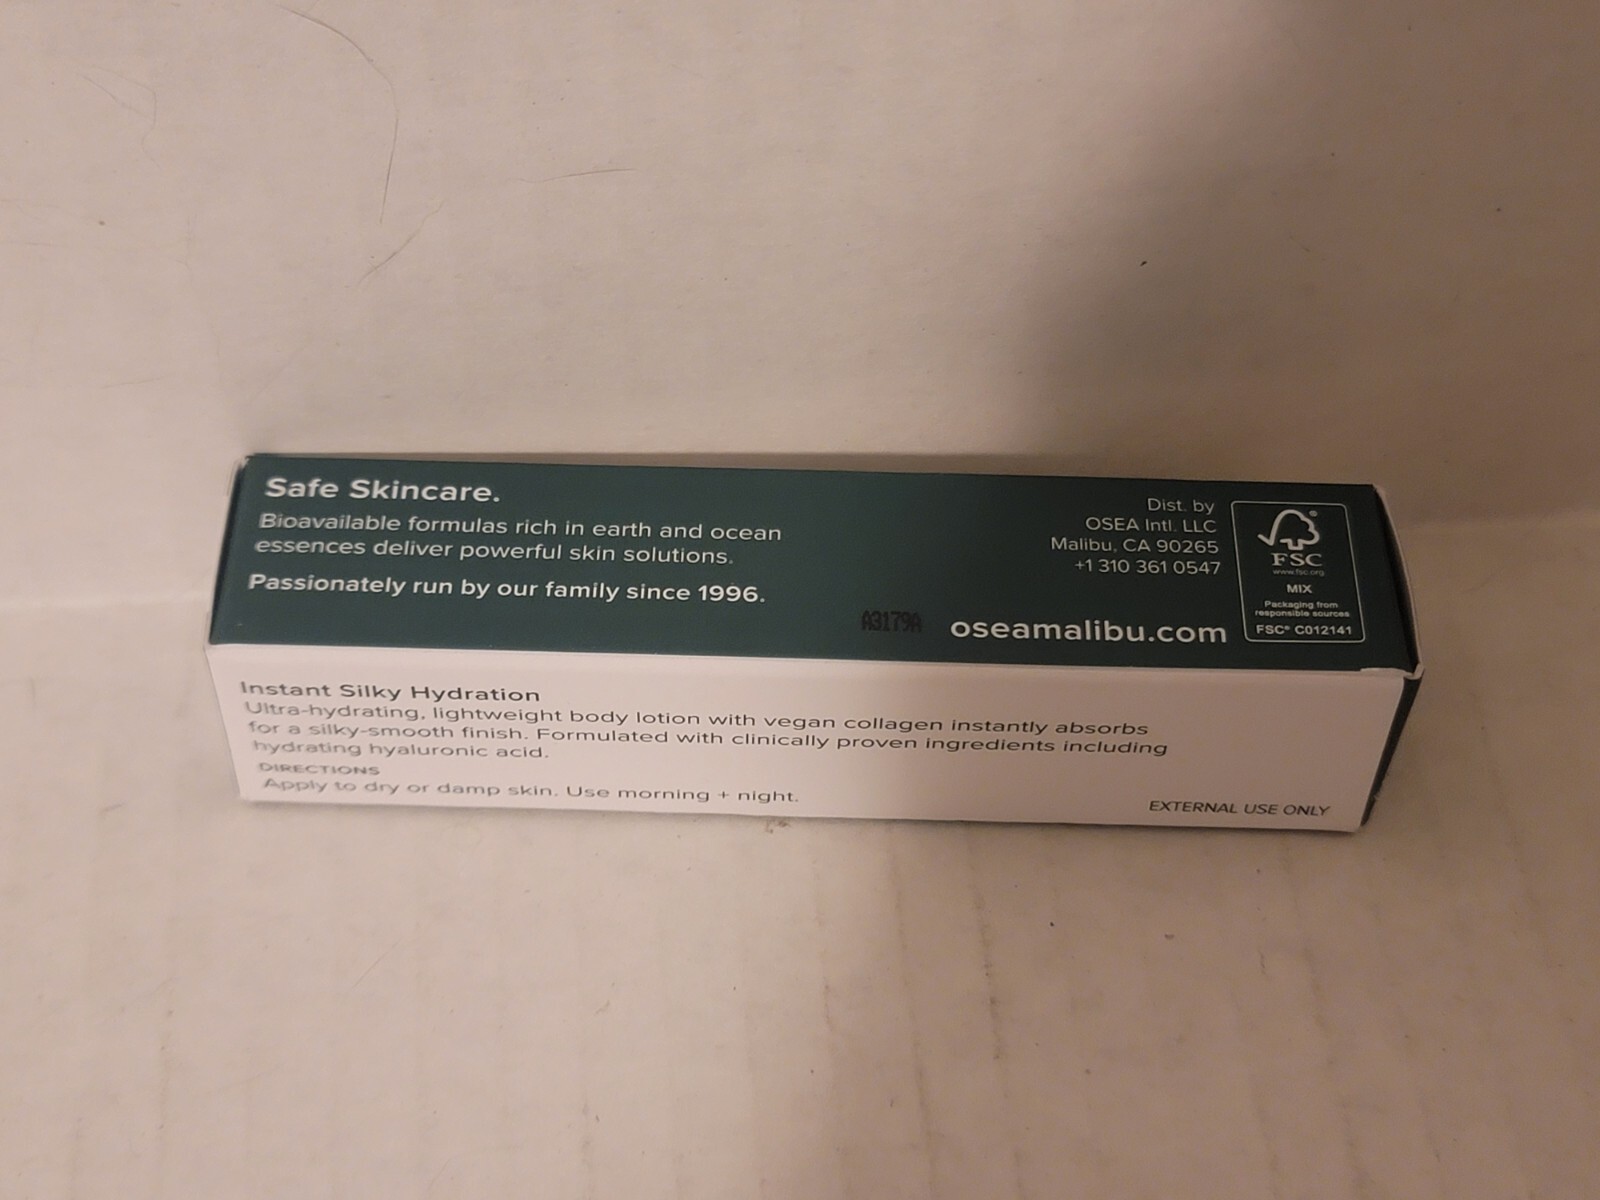 Safe Skincare.
Bioavailable formulas rich in earth and ocean
essences deliver powerful skin solutions.
Passionately run by our family since 1996.
A3179A
Dist. by
OSEA Intl. LLC
Malibu, CA 90265
+1 310 361 0547
oseamalibu.com
FSC
www.fsc.org
MIX
Packaging from
responsible sources
FSC® C012141
Instant Silky Hydration
Ultra-hydrating, lightweight body lotion with vegan collagen instantly absorbs
for a silky-smooth finish. Formulated with clinically proven ingredients including
hydrating hyaluronic acid.
DIRECTIONS
Apply to dry or damp skin. Use morning + night.
EXTERNAL USE ONLY